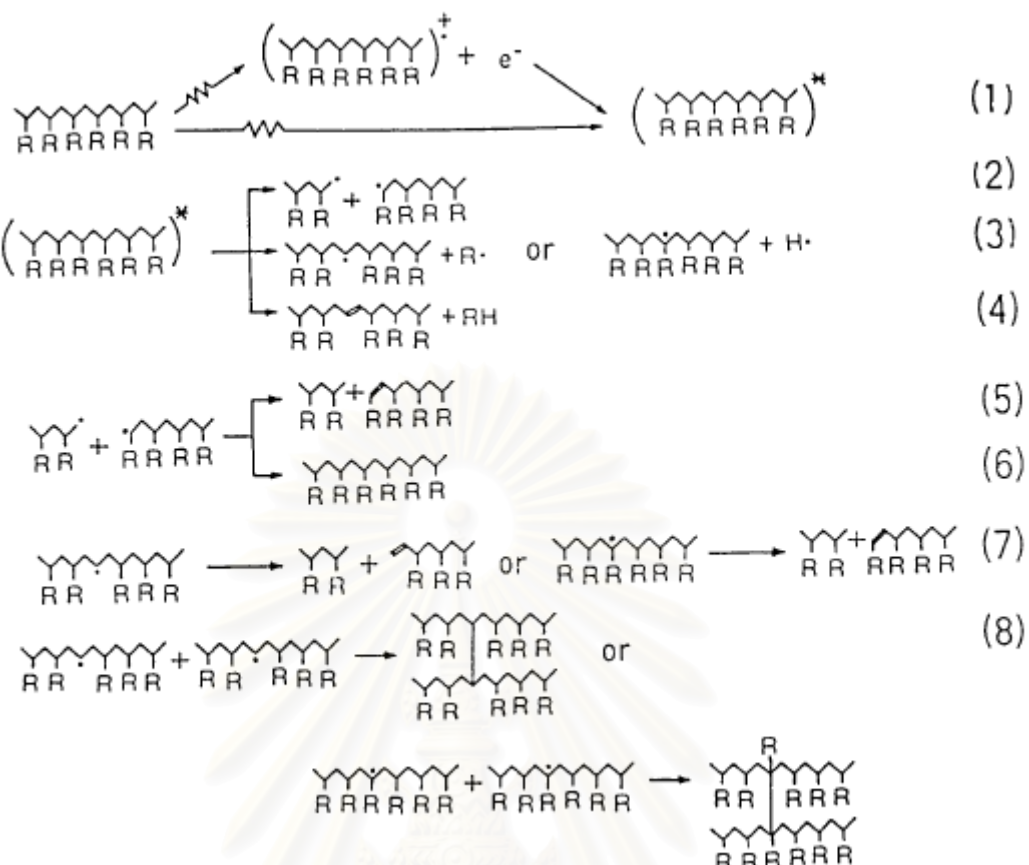 ( R R R R R R )+· + e-
R R R R R R ( R R R R R R )* (1)
(2)
R R + R R R R
( R R R R R R )* R R R R R + R· or R R R R R R + H· (3)
R R R R R + RH (4)
R R + R R R R (5)
R R + R R R R
R R R R R R (6)
R R R R R R R + R R R or R R R R R R R R + R R R R (7)
R R R R R + R R R R R R R R R R or (8)
R R R R R
R
R R R R R R + R R R R R R R R R R R
R R R R R R